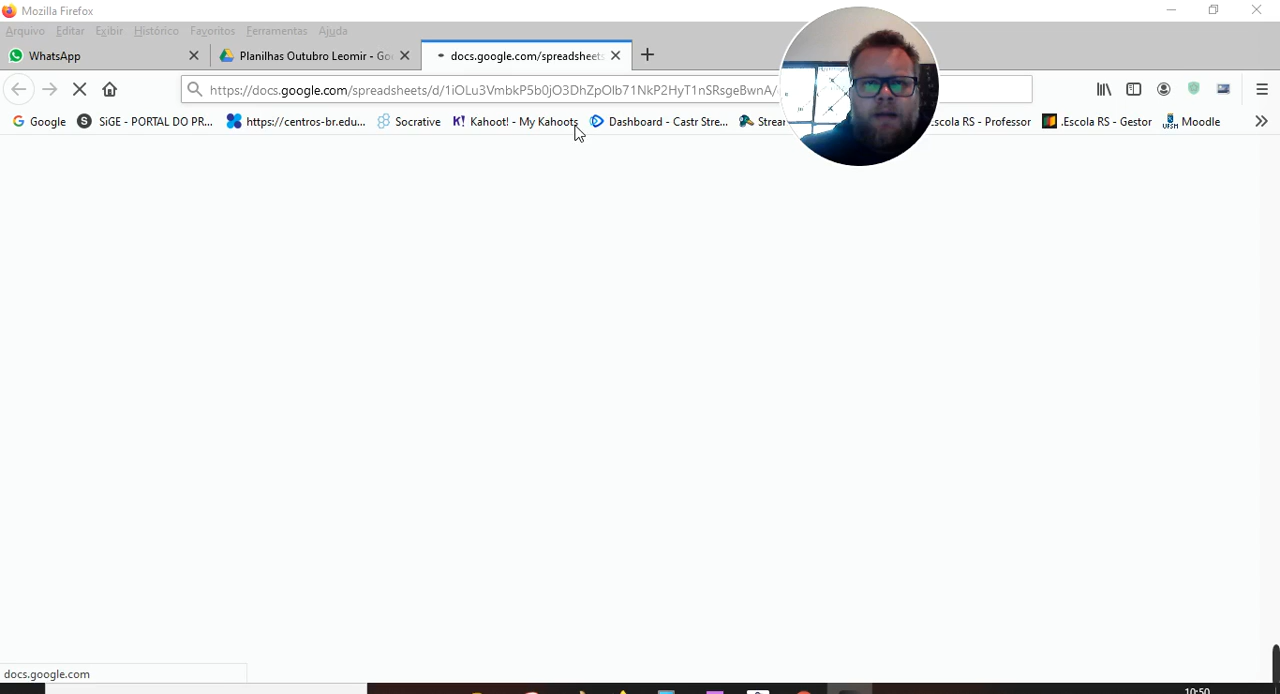 Mozilla Firefox
Arquivo Editar Exibir Histórico Favoritos Ferramentas Ajuda
WhatsApp Planilhas Outubro Leomir - Go docs.google.com/spreadsheets
https://docs.google.com/spreadsheets/d/1iOLu3VmbkP5b0jO3DhZpOlb71NkP2HyT1nSRsgeBwnA/
Google SGE - PORTAL DO PR... https://centros-br.edu... Socrative Kahoot! - My Kahoots Dashboard - Castr Stre... Strea Escola RS - Professor .Escola RS - Gestor Moodle
docs.google.com
10:50